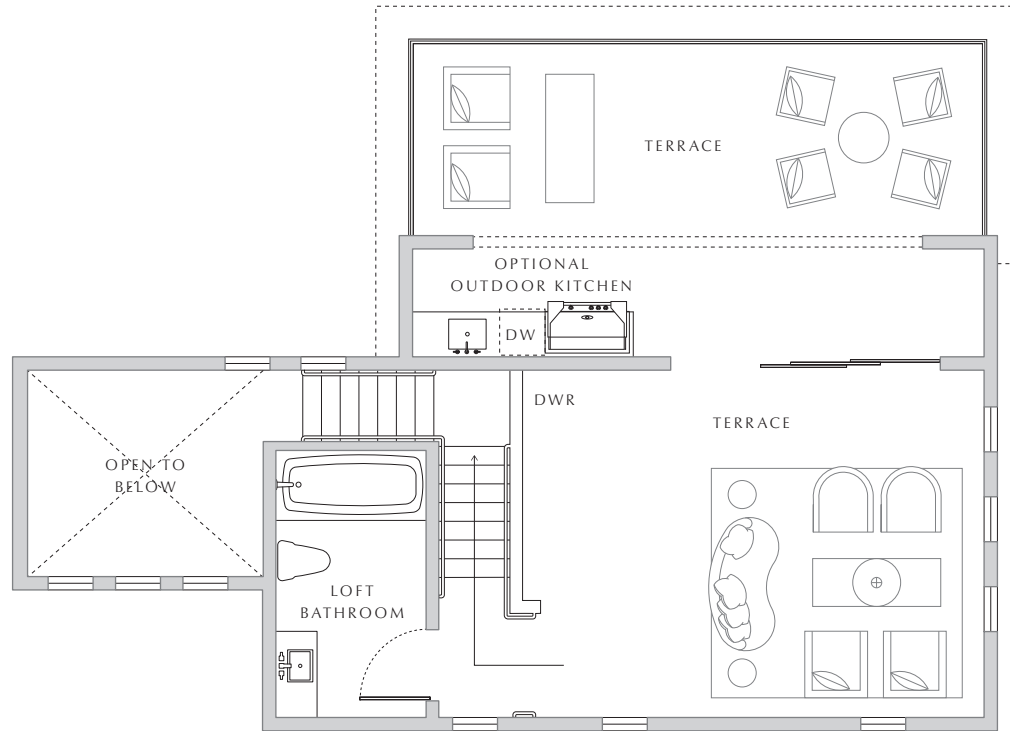 TERRACE
OPTIONAL
OUTDOOR KITCHEN
DW
DWR
TERRACE
OPEN TO
BELOW
LOFT
BATHROOM